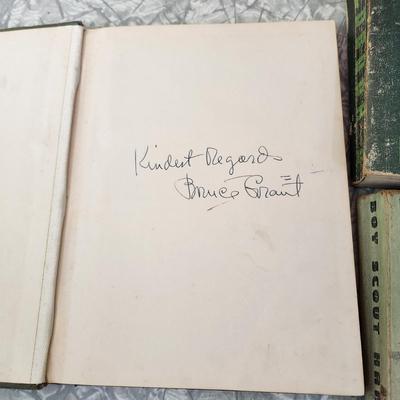 Kindest Regards
Bruce Grant
BOY SCOUT